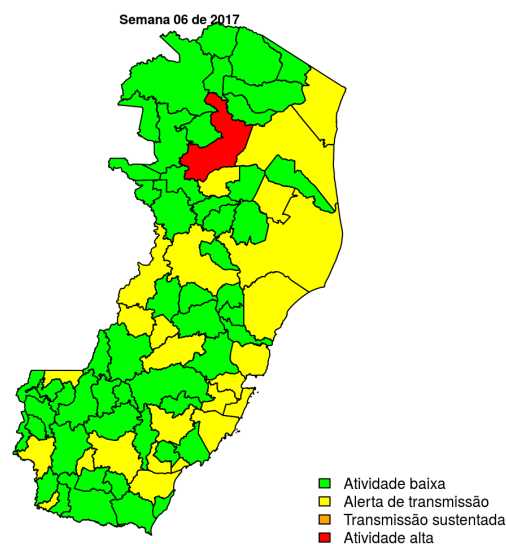 Semana 06 de 2017
Atividade baixa
Alerta de transmissão
Transmissão sustentada
Atividade alta